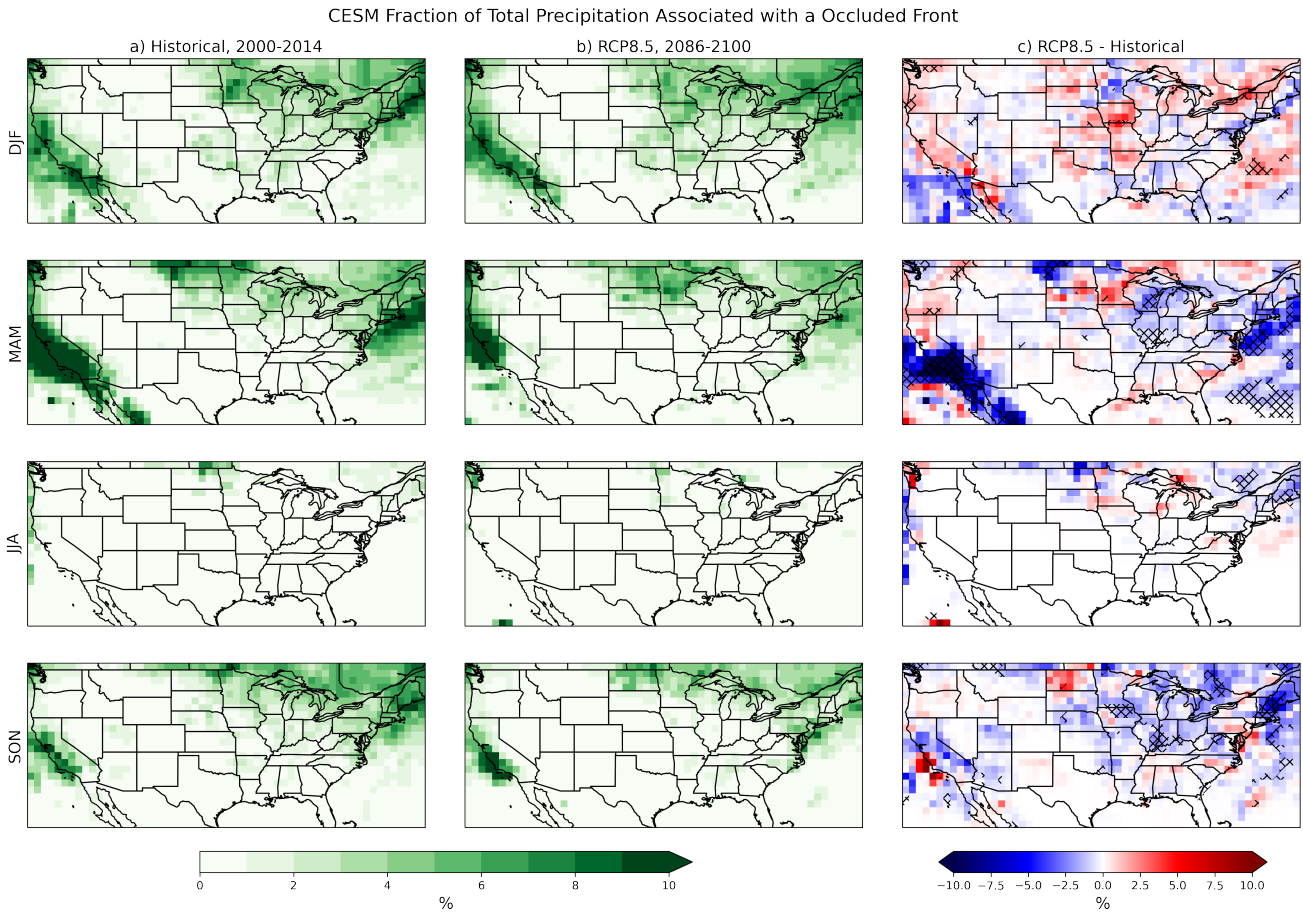 CESM Fraction of Total Precipitation Associated with a Occluded Front
a) Historical, 2000-2014
b) RCP8.5, 2086-2100
c) RCP8.5 - Historical
DJF
MAM
JJA
SON
0 2 4 6 8 10
%
−10.0 −7.5 −5.0 −2.5 0.0 2.5 5.0 7.5 10.0
%